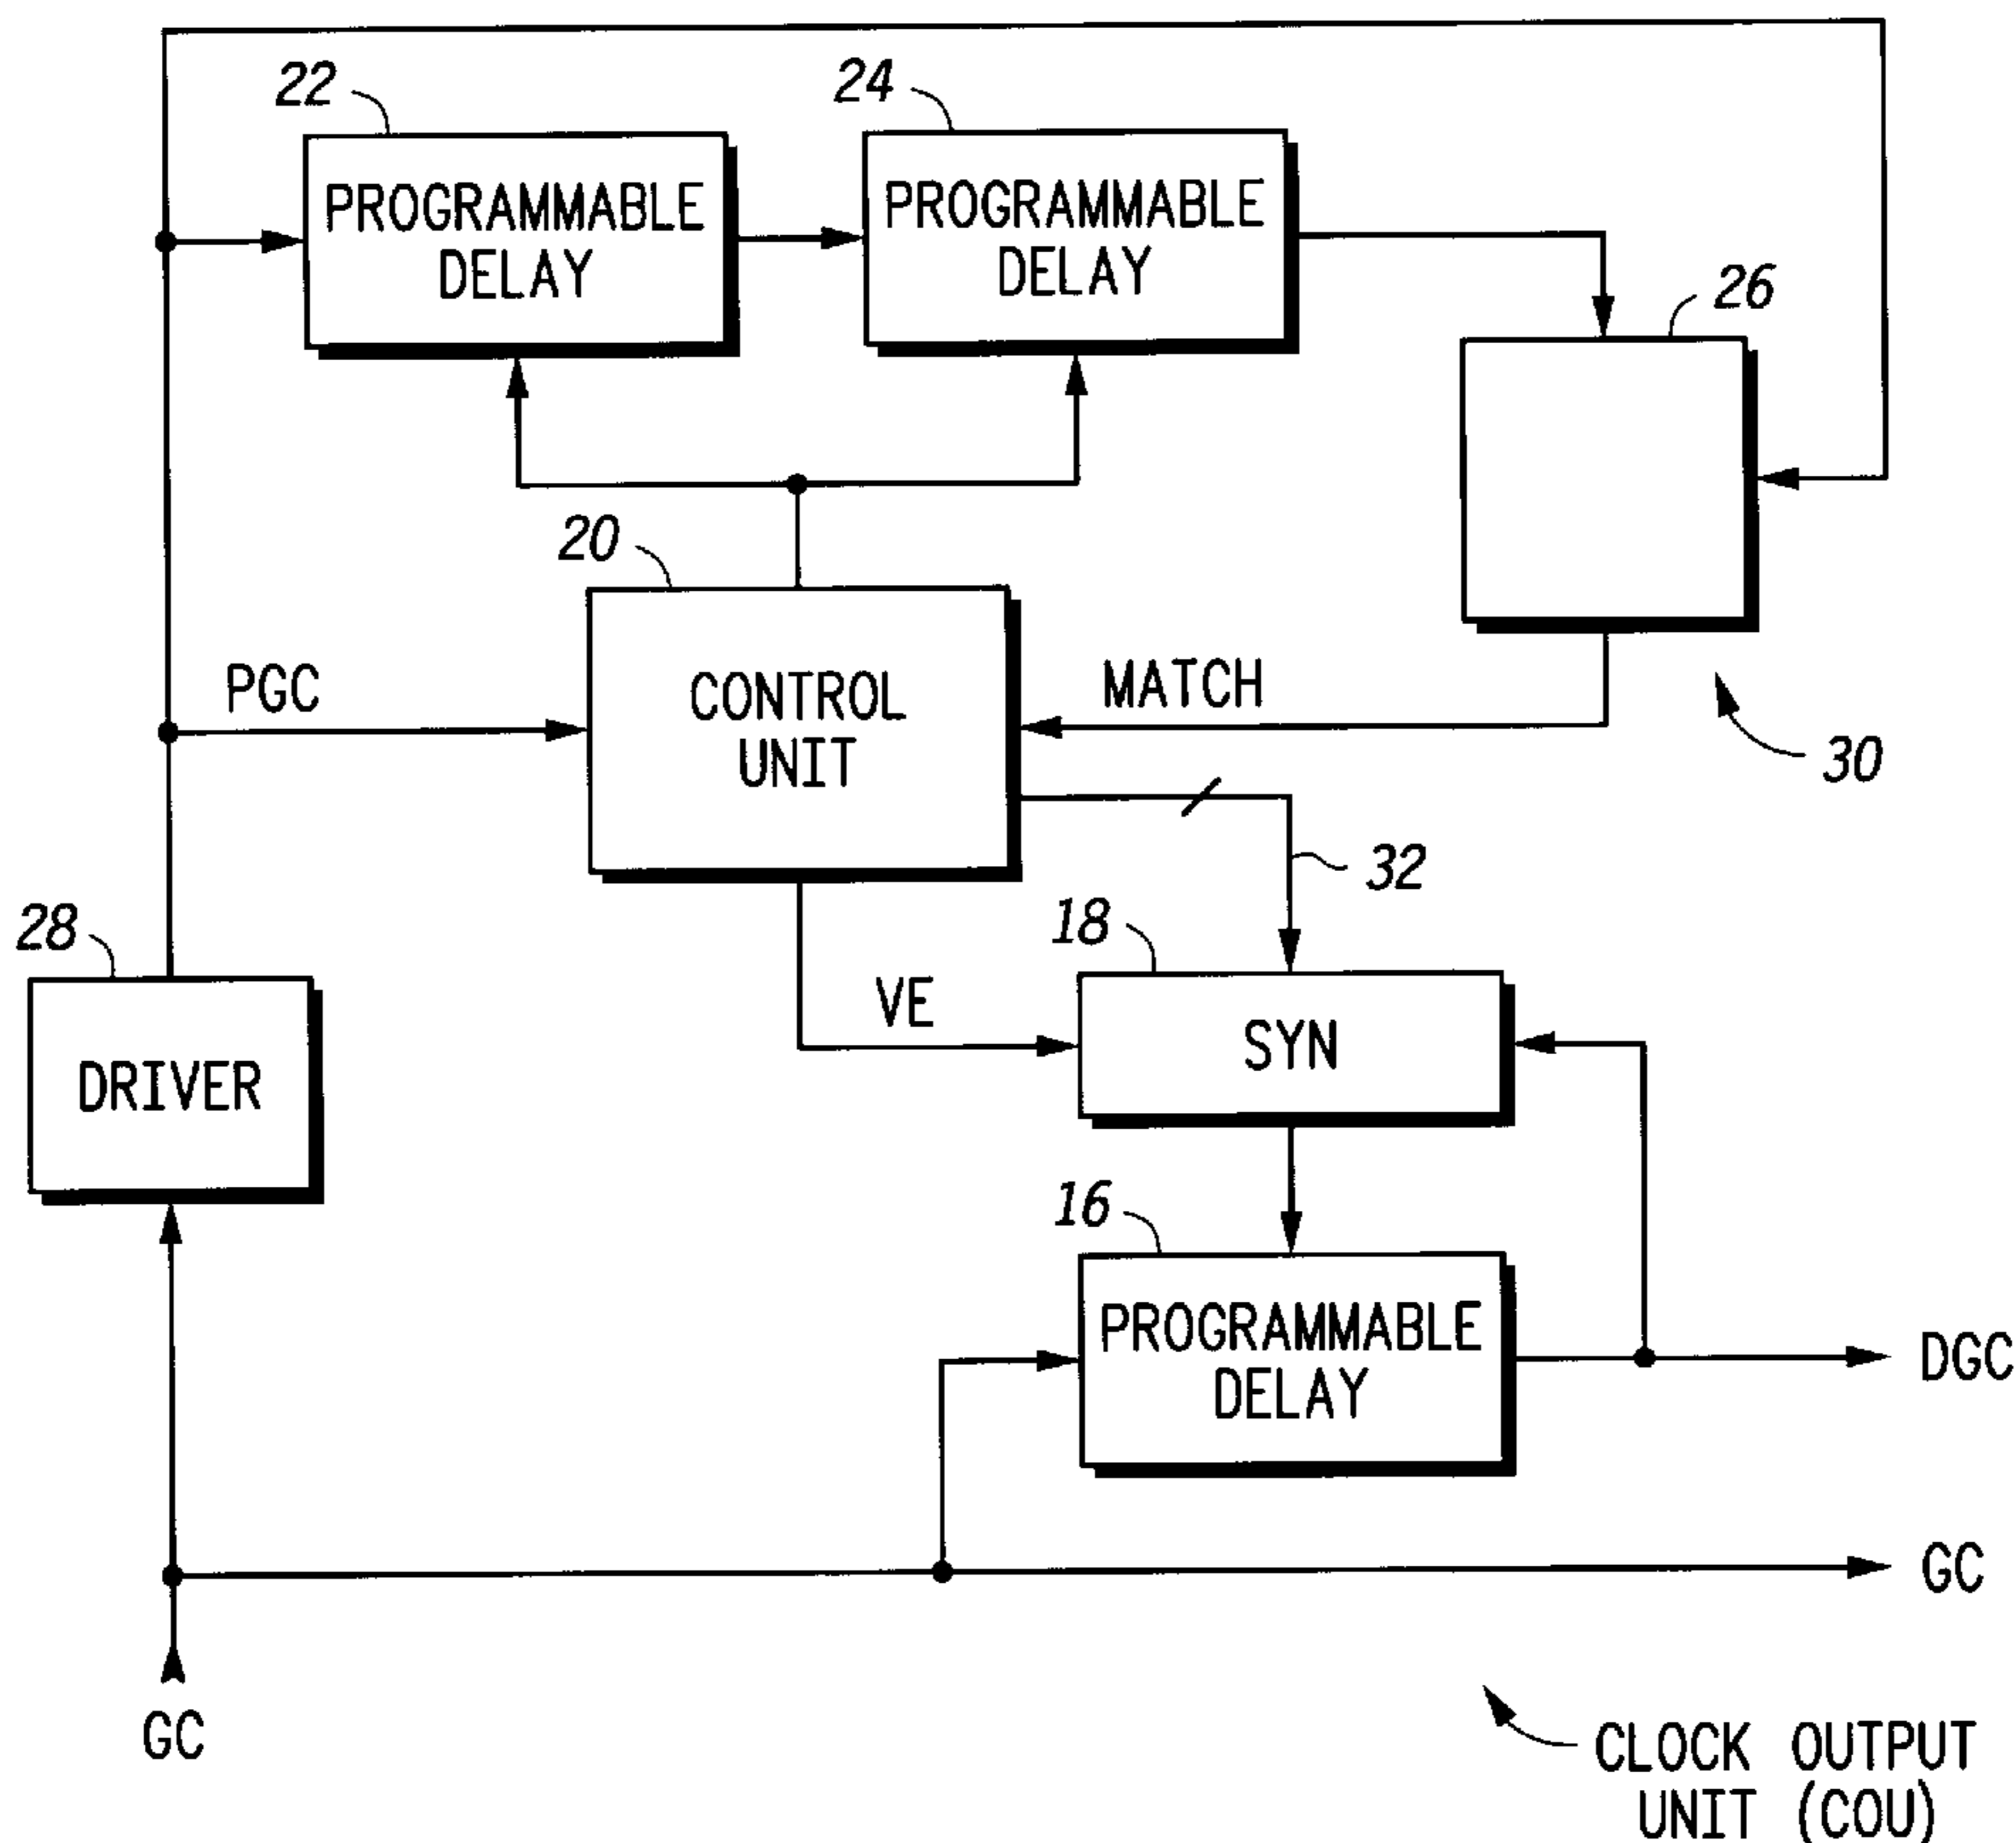 22
24
PROGRAMMABLE
DELAY
PROGRAMMABLE
DELAY
26
20
PGC
CONTROL
UNIT
MATCH
30
32
28
18
VE
SYN
DRIVER
16
PROGRAMMABLE
DELAY
DGC
GC
GC
CLOCK OUTPUT
UNIT (COU)